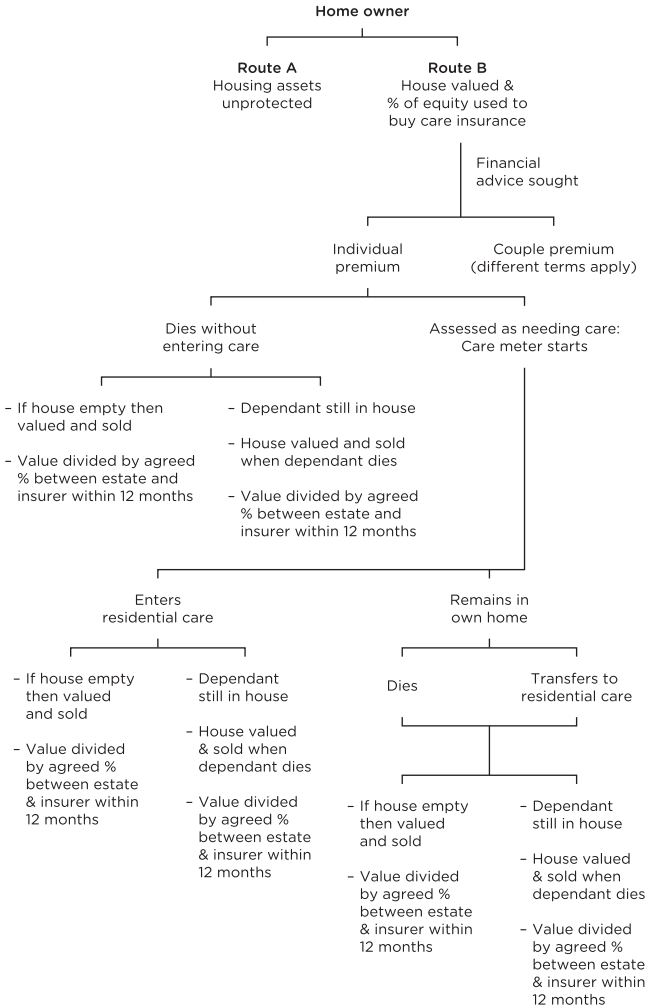 Home owner
Route A
Housing assets
unprotected
Route B
House valued &
% of equity used to
buy care insurance
Financial
advice sought
Individual
premium
Couple premium
(different terms apply)
Dies without
entering care
Assessed as needing care:
Care meter starts
– If house empty then
valued and sold
– Value divided by agreed
% between estate and
insurer within 12 months
– Dependant still in house
– House valued and sold
when dependant dies
– Value divided by agreed
% between estate and
insurer within 12 months
Enters
residential care
Remains in
own home
– If house empty
then valued
and sold
– Value divided
by agreed %
between estate
& insurer within
12 months
– Dependant
still in house
– House valued
& sold when
dependant dies
– Value divided
by agreed %
between estate
& insurer within
12 months
Dies
Transfers to
residential care
– If house empty
then valued
and sold
– Value divided
by agreed %
between estate
& insurer within
12 months
– Dependant
still in house
– House valued
& sold when
dependant dies
– Value divided
by agreed %
between estate
& insurer within
12 months